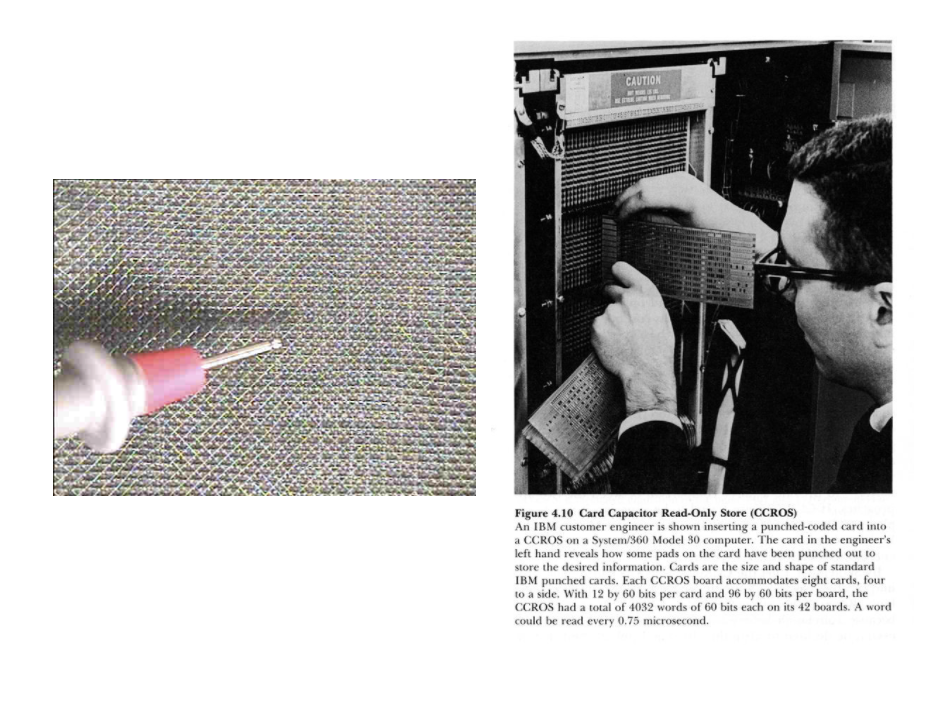 CAUTION
Figure 4.10 Card Capacitor Read-Only Store (CCROS)
An IBM customer engineer is shown inserting a punched-coded card into
a CCROS on a System/360 Model 30 computer. The card in the engineer's
left hand reveals how some pads on the card have been punched out to
store the desired information. Cards are the size and shape of standard
IBM punched cards. Each CCROS board accommodates eight cards, four
to a side. With 12 by 60 bits per card and 96 by 60 bits per board, the
CCROS had a total of 4032 words of 60 bits each on its 42 boards. A word
could be read every 0.75 microsecond.